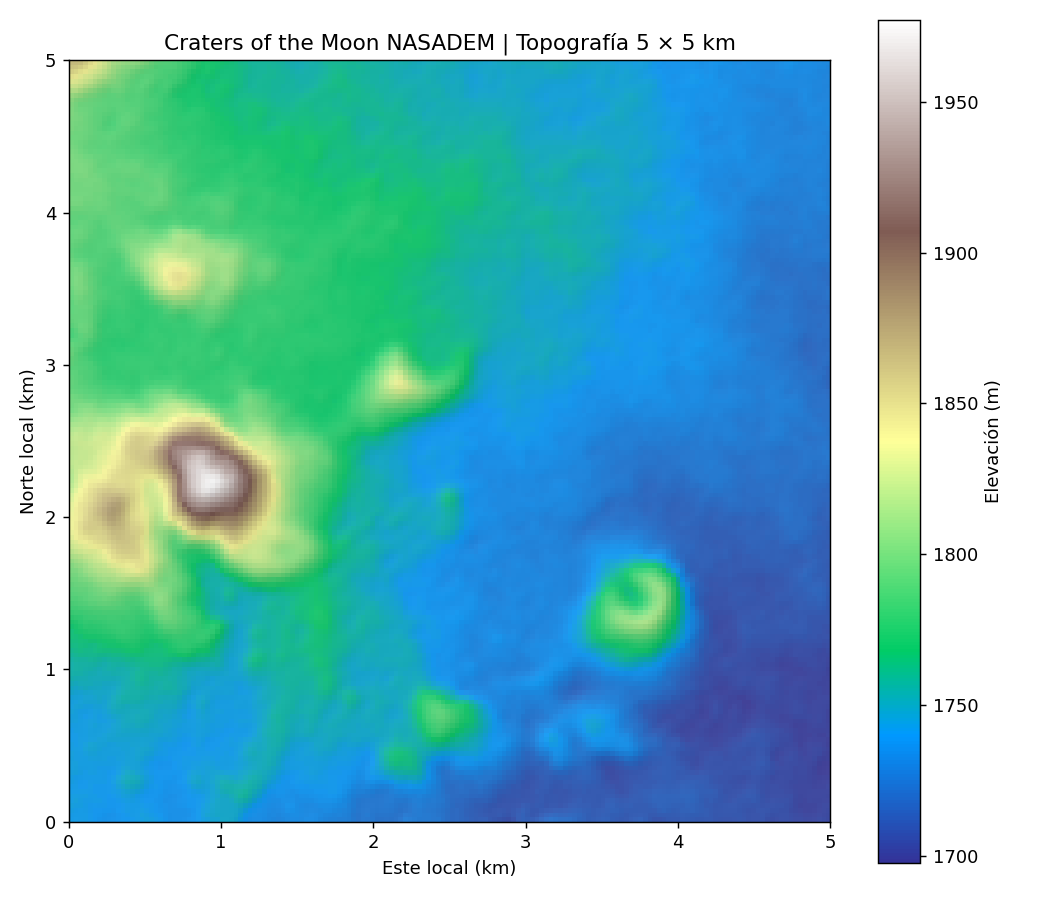 Craters of the Moon NASADEM | Topografía 5 × 5 km
5
4
3
2
1
0
Norte local (km)
0 1 2 3 4 5
Este local (km)
1950
1900
1850
1800
1750
1700
Elevación (m)